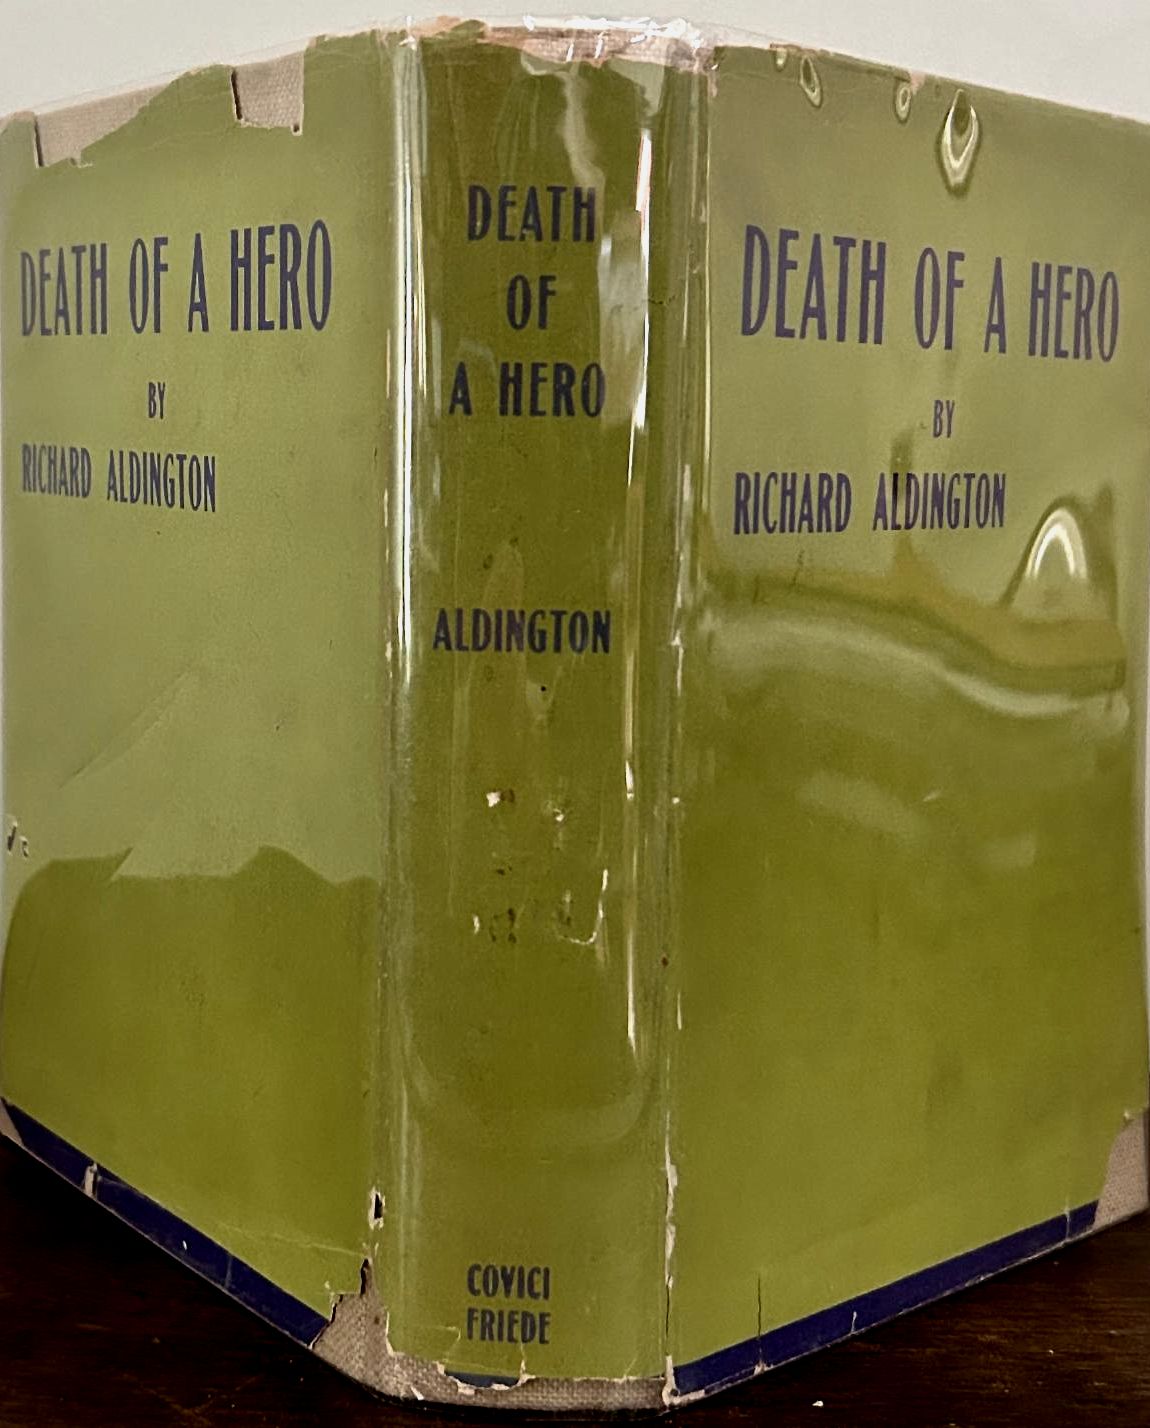 DEATH OF A HERO
BY
RICHARD ALDINGTON
DEATH
OF
A HERO
ALDINGTON
COVICI
FRIEDE
DEATH OF A HERO
BY
RICHARD ALDINGTON